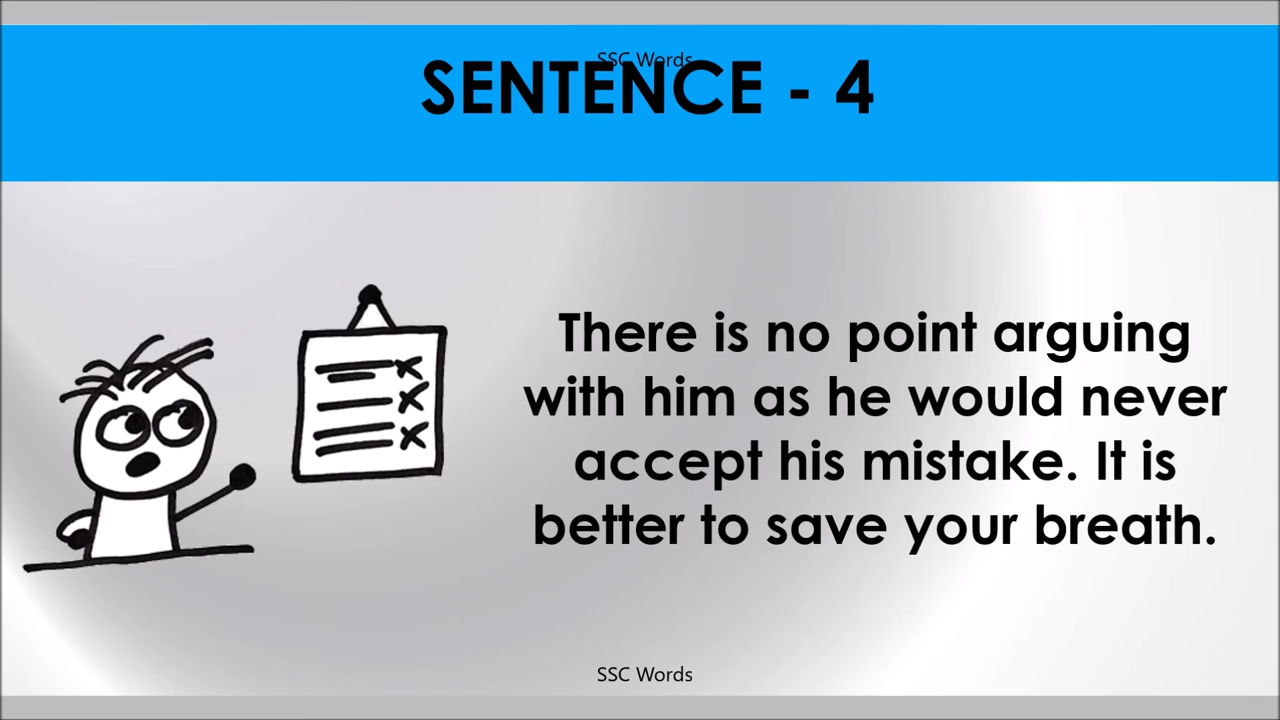 SSC Words
SENTENCE - 4
There is no point arguing
with him as he would never
accept his mistake. It is
better to save your breath.
SSC Words